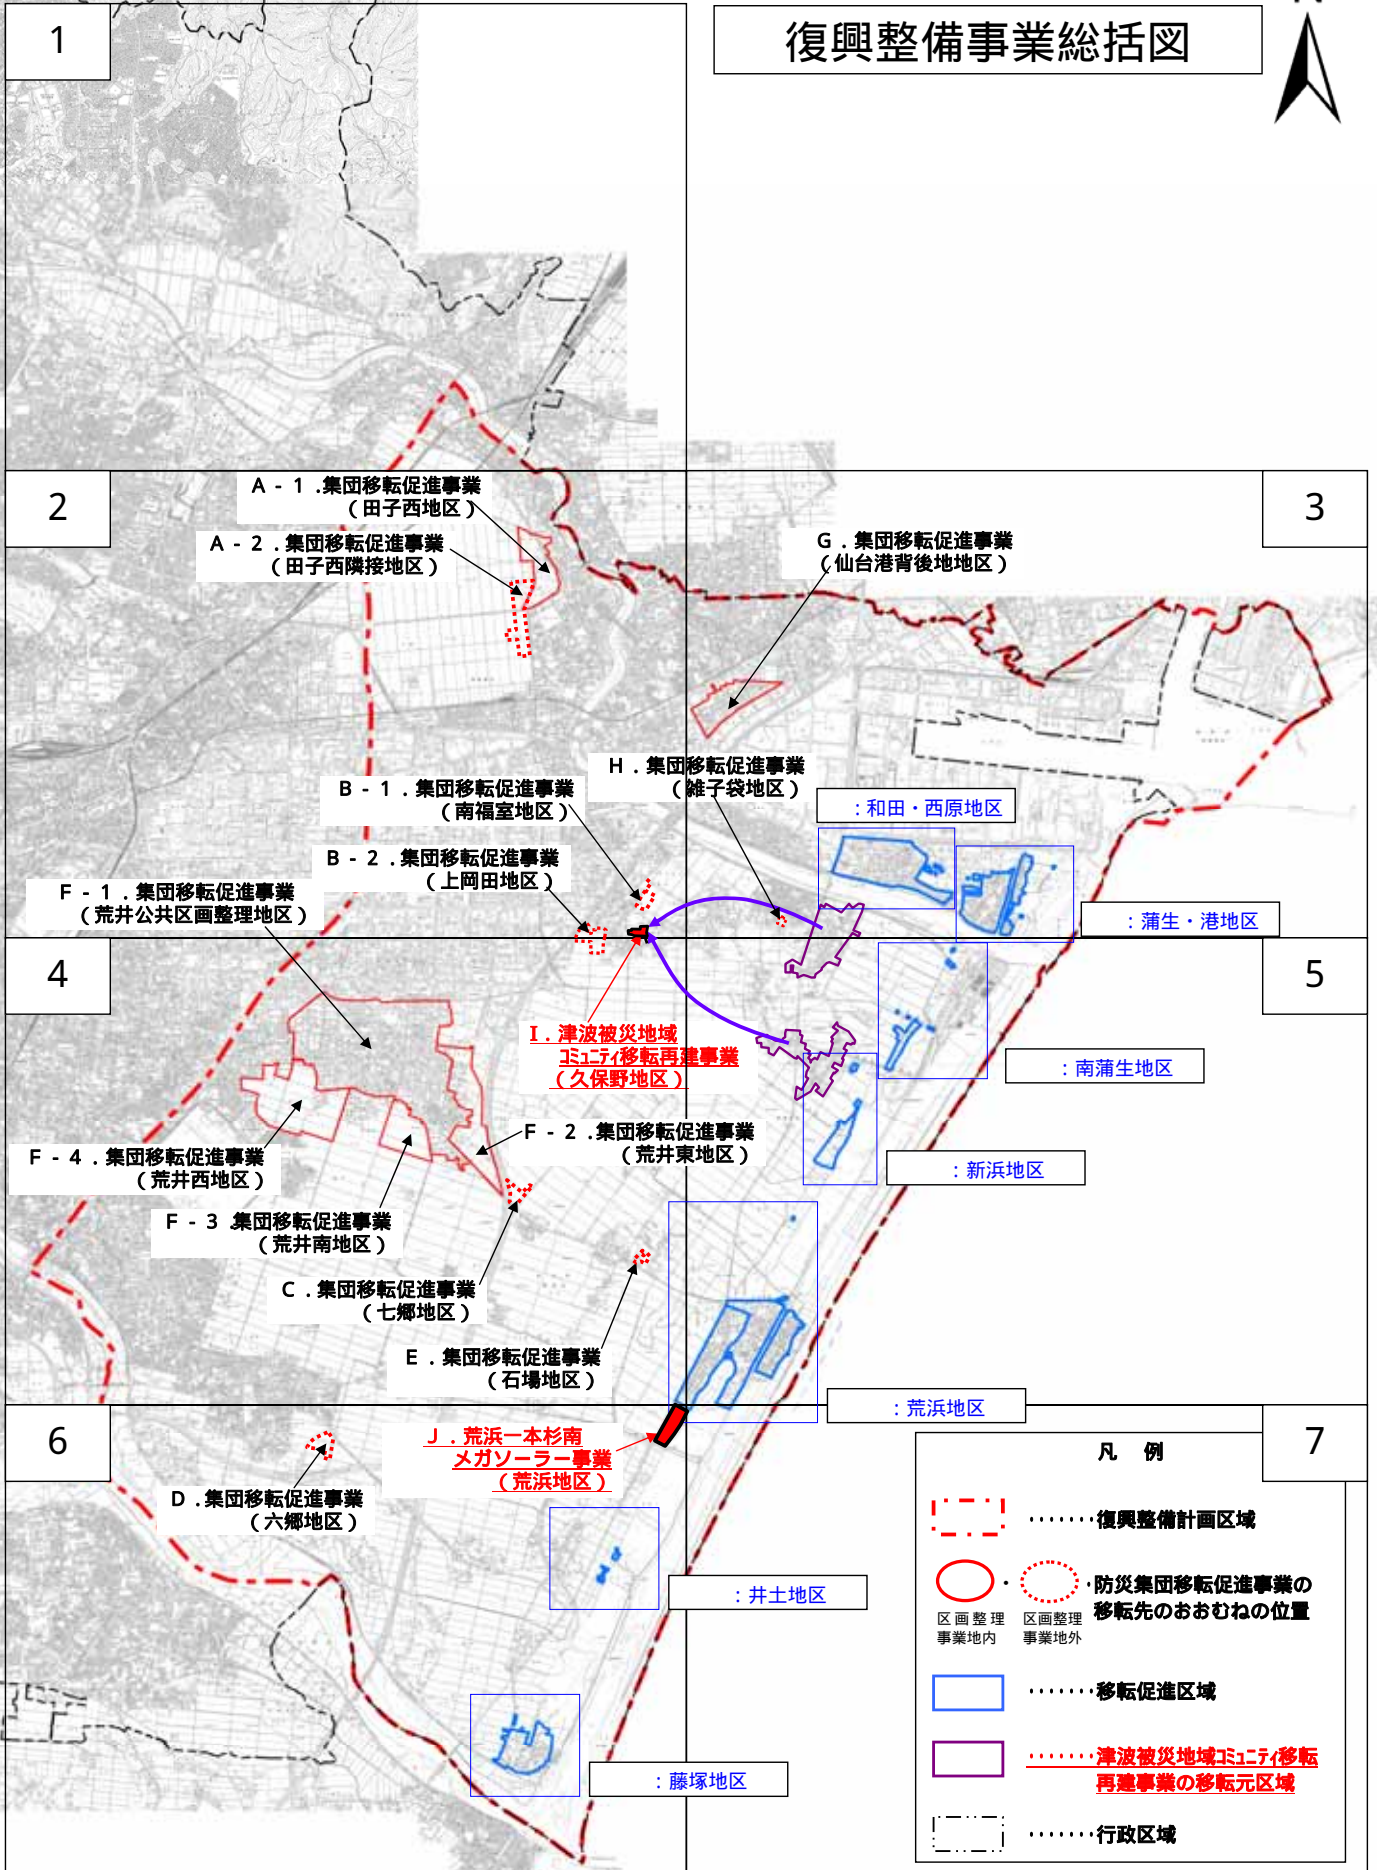 復興整備事業総括図
N
1
2
3
A - 1 .集団移転促進事業
(田子西地区)
A - 2 .集団移転促進事業
(田子西隣接地区)
G .集団移転促進事業
(仙台港背後地地区)
H .集団移転促進事業
(雑子袋地区)
B - 1 .集団移転促進事業
(南福室地区)
B - 2 .集団移転促進事業
(上岡田地区)
F - 1 .集団移転促進事業
(荒井公共区画整理地区)
:和田・西原地区
:蒲生・港地区
4
5
I .津波被災地域
コミュニティ移転再建事業
(久保野地区)
:南蒲生地区
F - 2 .集団移転促進事業
(荒井東地区)
F - 4 .集団移転促進事業
(荒井西地区)
:新浜地区
F - 3 .集団移転促進事業
(荒井南地区)
C .集団移転促進事業
(七郷地区)
E .集団移転促進事業
(石場地区)
:荒浜地区
6
7
J .荒浜一本杉南
メガソーラー事業
(荒浜地区)
D .集団移転促進事業
(六郷地区)
:井土地区
:藤塚地区
凡 例
・・・・・・・復興整備計画区域
・ ・防災集団移転促進事業の
移転先のおおむねの位置
区画整理
事業地内
区画整理
事業地外
・・・・・・・移転促進区域
・・・・・・・津波被災地域コミュニティ移転
再建事業の移転元区域
・・・・・・・行政区域